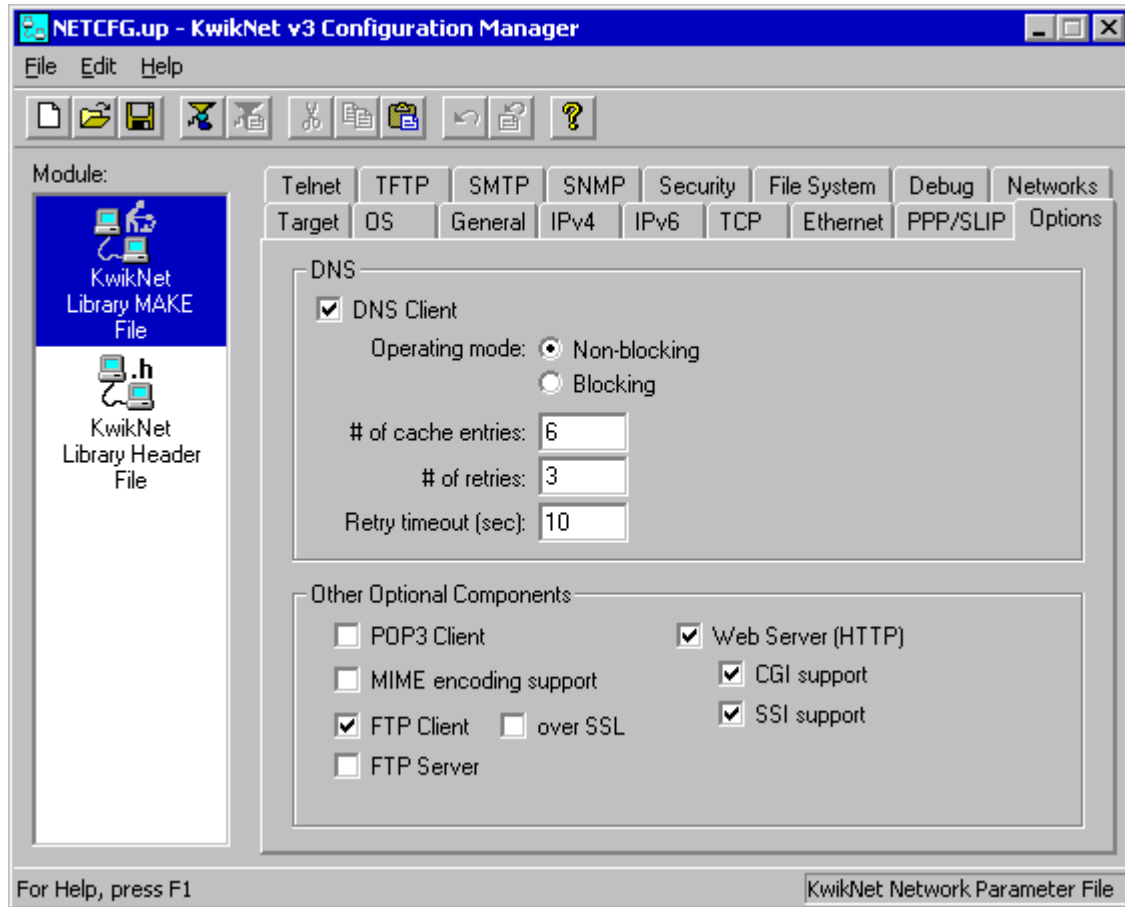 NETCFG.up - KwikNet v3 Configuration Manager
File Edit Help
Module:
KwikNet
Library MAKE
File
.h
KwikNet
Library Header
File
Telnet TFTP SMTP SNMP Security File System Debug Networks
Target OS General IPv4 IPv6 TCP Ethernet PPP/SLIP Options
DNS
DNS Client
Operating mode: Non-blocking
Blocking
# of cache entries: 6
# of retries: 3
Retry timeout (sec): 10
Other Optional Components
POP3 Client
MIME encoding support
FTP Client over SSL
FTP Server
Web Server (HTTP)
CGI support
SSI support
For Help, press F1
KwikNet Network Parameter File